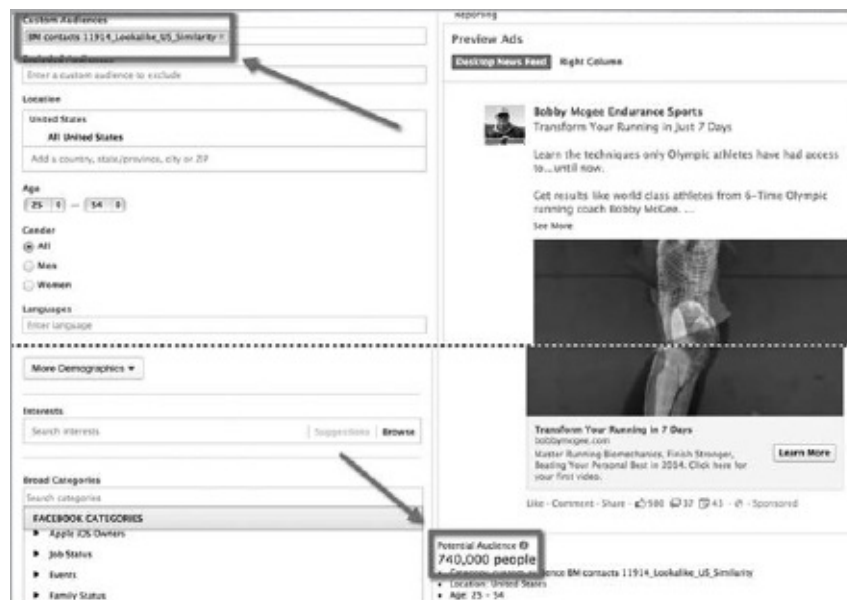 Custom Audiences
BM contacts 11914_Lookalike_US_Similarity ×
Excluded Audiences
Enter a custom audience to exclude
Location
United States
All United States
Add a country, state/province, city or ZIP
Age
25 — 54
Gender
All
Men
Women
Languages
Enter language
More Demographics
Interests
Search interests Suggestions Browse
Broad Categories
Search categories
FACEBOOK CATEGORIES
Apple iOS Owners
Job Status
Events
Family Status
Reporting
Preview Ads
Desktop News Feed Right Column
Bobby Mcgee Endurance Sports
Transform Your Running in Just 7 Days
Learn the techniques only Olympic athletes have had access
to...until now.
Get results like world class athletes from 6-Time Olympic
running coach Bobby McGee. ...
See More
Transform Your Running in 7 Days
bobbymcgee.com
Master Running Biomechanics, Finish Stronger,
Beating Your Personal Best in 2014. Click here for
your first video.
Learn More
Like · Comment · Share · 500 37 43 · Sponsored
Potential Audience
740,000 people
audience BM contacts 11914_Lookalike_US_Similarity
Location: United States
Age: 25 - 54